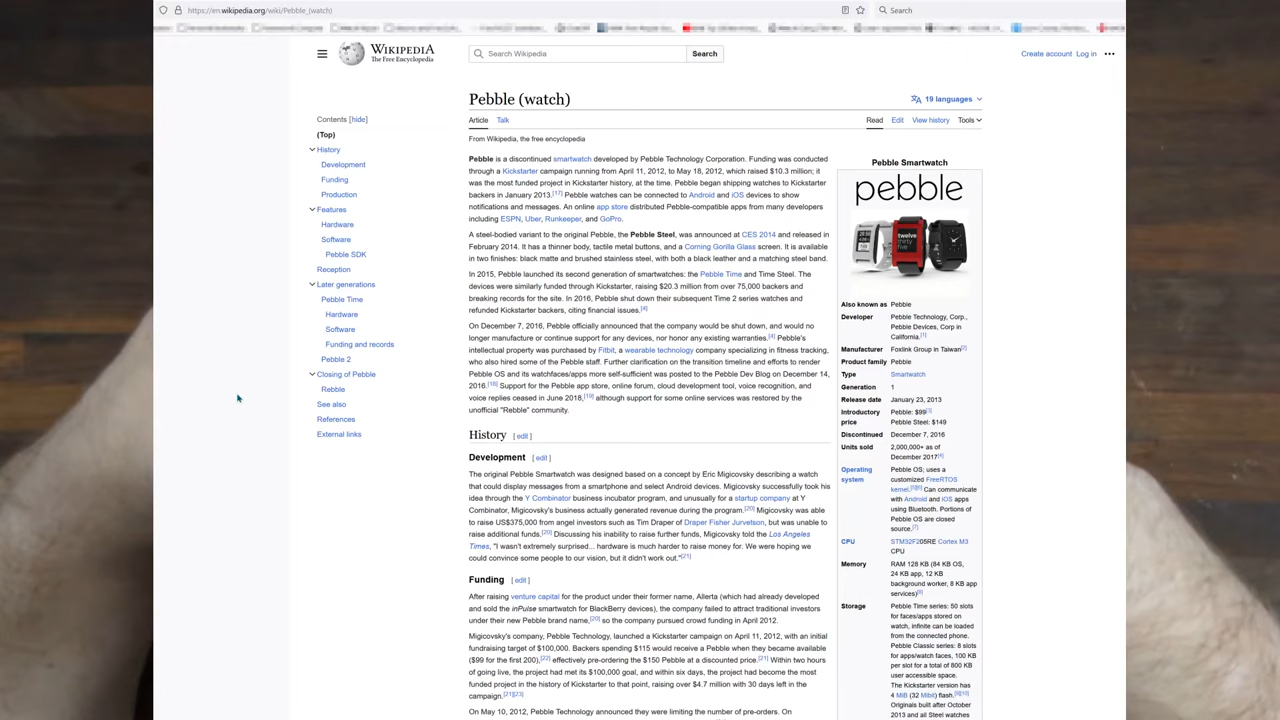 https://en.wikipedia.org/wiki/Pebble_(watch)
Search
WIKIPEDIA
The Free Encyclopedia
Search Wikipedia
Search
Create account Log in
Pebble (watch)
19 languages
Article Talk
Read Edit View history Tools
From Wikipedia, the free encyclopedia
Contents [hide]
(Top)
History
Development
Funding
Production
Features
Hardware
Software
Pebble SDK
Reception
Later generations
Pebble Time
Hardware
Software
Funding and records
Pebble 2
Closing of Pebble
Rebble
See also
References
External links
Pebble is a discontinued smartwatch developed by Pebble Technology Corporation. Funding was conducted
through a Kickstarter campaign running from April 11, 2012, to May 18, 2012, which raised $10.3 million; it
was the most funded project in Kickstarter history, at the time. Pebble began shipping watches to Kickstarter
backers in January 2013.[17] Pebble watches can be connected to Android and iOS devices to show
notifications and messages. An online app store distributed Pebble-compatible apps from many developers
including ESPN, Uber, Runkeeper, and GoPro.
A steel-bodied variant to the original Pebble, the Pebble Steel, was announced at CES 2014 and released in
February 2014. It has a thinner body, tactile metal buttons, and a Corning Gorilla Glass screen. It is available
in two finishes: black matte and brushed stainless steel, with both a black leather and a matching steel band.
In 2015, Pebble launched its second generation of smartwatches: the Pebble Time and Time Steel. The
devices were similarly funded through Kickstarter, raising $20.3 million from over 75,000 backers and
breaking records for the site. In 2016, Pebble shut down their subsequent Time 2 series watches and
refunded Kickstarter backers, citing financial issues.[4]
On December 7, 2016, Pebble officially announced that the company would be shut down, and would no
longer manufacture or continue support for any devices, nor honor any existing warranties.[4] Pebble's
intellectual property was purchased by Fitbit, a wearable technology company specializing in fitness tracking,
who also hired some of the Pebble staff. Further clarification on the transition timeline and efforts to render
Pebble OS and its watchfaces/apps more self-sufficient was posted to the Pebble Dev Blog on December 14,
2016.[18] Support for the Pebble app store, online forum, cloud development tool, voice recognition, and
voice replies ceased in June 2018,[19] although support for some online services was restored by the
unofficial "Rebble" community.
History [ edit ]
Development [ edit ]
The original Pebble Smartwatch was designed based on a concept by Eric Migicovsky describing a watch
that could display messages from a smartphone and select Android devices. Migicovsky successfully took his
idea through the Y Combinator business incubator program, and unusually for a startup company at Y
Combinator, Migicovsky's business actually generated revenue during the program.[20] Migicovsky was able
to raise US$375,000 from angel investors such as Tim Draper of Draper Fisher Jurvetson, but was unable to
raise additional funds.[20] Discussing his inability to raise further funds, Migicovsky told the Los Angeles
Times, "I wasn't extremely surprised... hardware is much harder to raise money for. We were hoping we
could convince some people to our vision, but it didn't work out."[21]
Funding [ edit ]
After raising venture capital for the product under their former name, Allerta (which had already developed
and sold the inPulse smartwatch for BlackBerry devices), the company failed to attract traditional investors
under their new Pebble brand name,[20] so the company pursued crowd funding in April 2012.
Migicovsky's company, Pebble Technology, launched a Kickstarter campaign on April 11, 2012, with an initial
fundraising target of $100,000. Backers spending $115 would receive a Pebble when they became available
($99 for the first 200),[22] effectively pre-ordering the $150 Pebble at a discounted price.[21] Within two hours
of going live, the project had met its $100,000 goal, and within six days, the project had become the most
funded project in the history of Kickstarter to that point, raising over $4.7 million with 30 days left in the
campaign.[21][23]
On May 10, 2012, Pebble Technology announced they were limiting the number of pre-orders. On
Pebble Smartwatch
pebble
twelve
thirty
five
Also known as Pebble
Developer Pebble Technology, Corp.,
Pebble Devices, Corp in
California.[1]
Manufacturer Foxlink Group in Taiwan[2]
Product family Pebble
Type Smartwatch
Generation 1
Release date January 23, 2013
Introductory Pebble: $99[3]
price Pebble Steel: $149
Discontinued December 7, 2016
Units sold 2,000,000+ as of
December 2017[4]
Operating Pebble OS; uses a
system customized FreeRTOS
kernel.[5][6] Can communicate
with Android and iOS apps
using Bluetooth. Portions of
Pebble OS are closed
source.[7]
CPU STM32F205RE Cortex M3
CPU
Memory RAM 128 KB (84 KB OS,
24 KB app, 12 KB
background worker, 8 KB app
services)[8]
Storage Pebble Time series: 50 slots
for faces/apps stored on
watch, infinite can be loaded
from the connected phone.
Pebble Classic series: 8 slots
for apps/watch faces, 100 KB
per slot for a total of 800 KB
user accessible space.
The Kickstarter version has
4 MiB (32 Mibit) flash.[9][10]
Originals built after October
2013 and all Steel watches